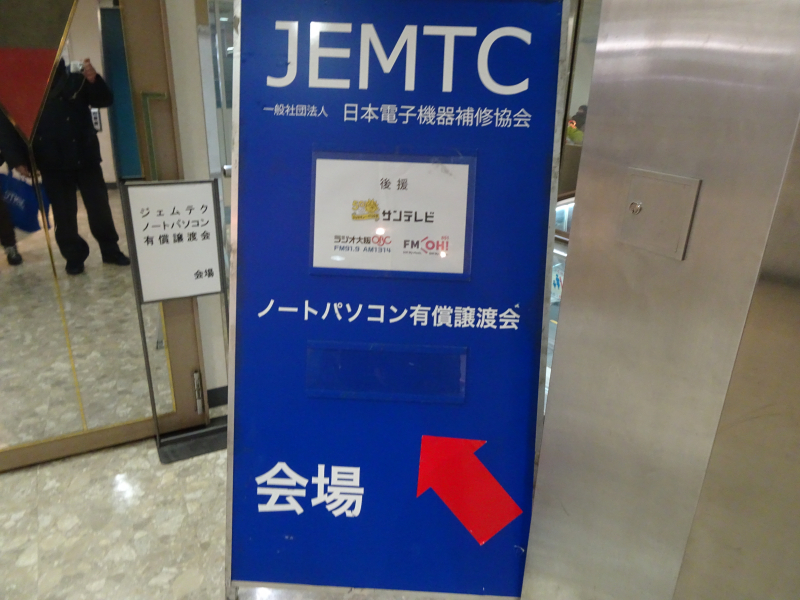 JEMTC
一般社団法人 日本電子機器補修協会
後援
サンテレビ
ラジオ大阪 OBC
FM91.9 AM1314
FM COCOLO
ノートパソコン有償譲渡会
会場
ジェムテク
ノートパソコン
有償譲渡会
会場